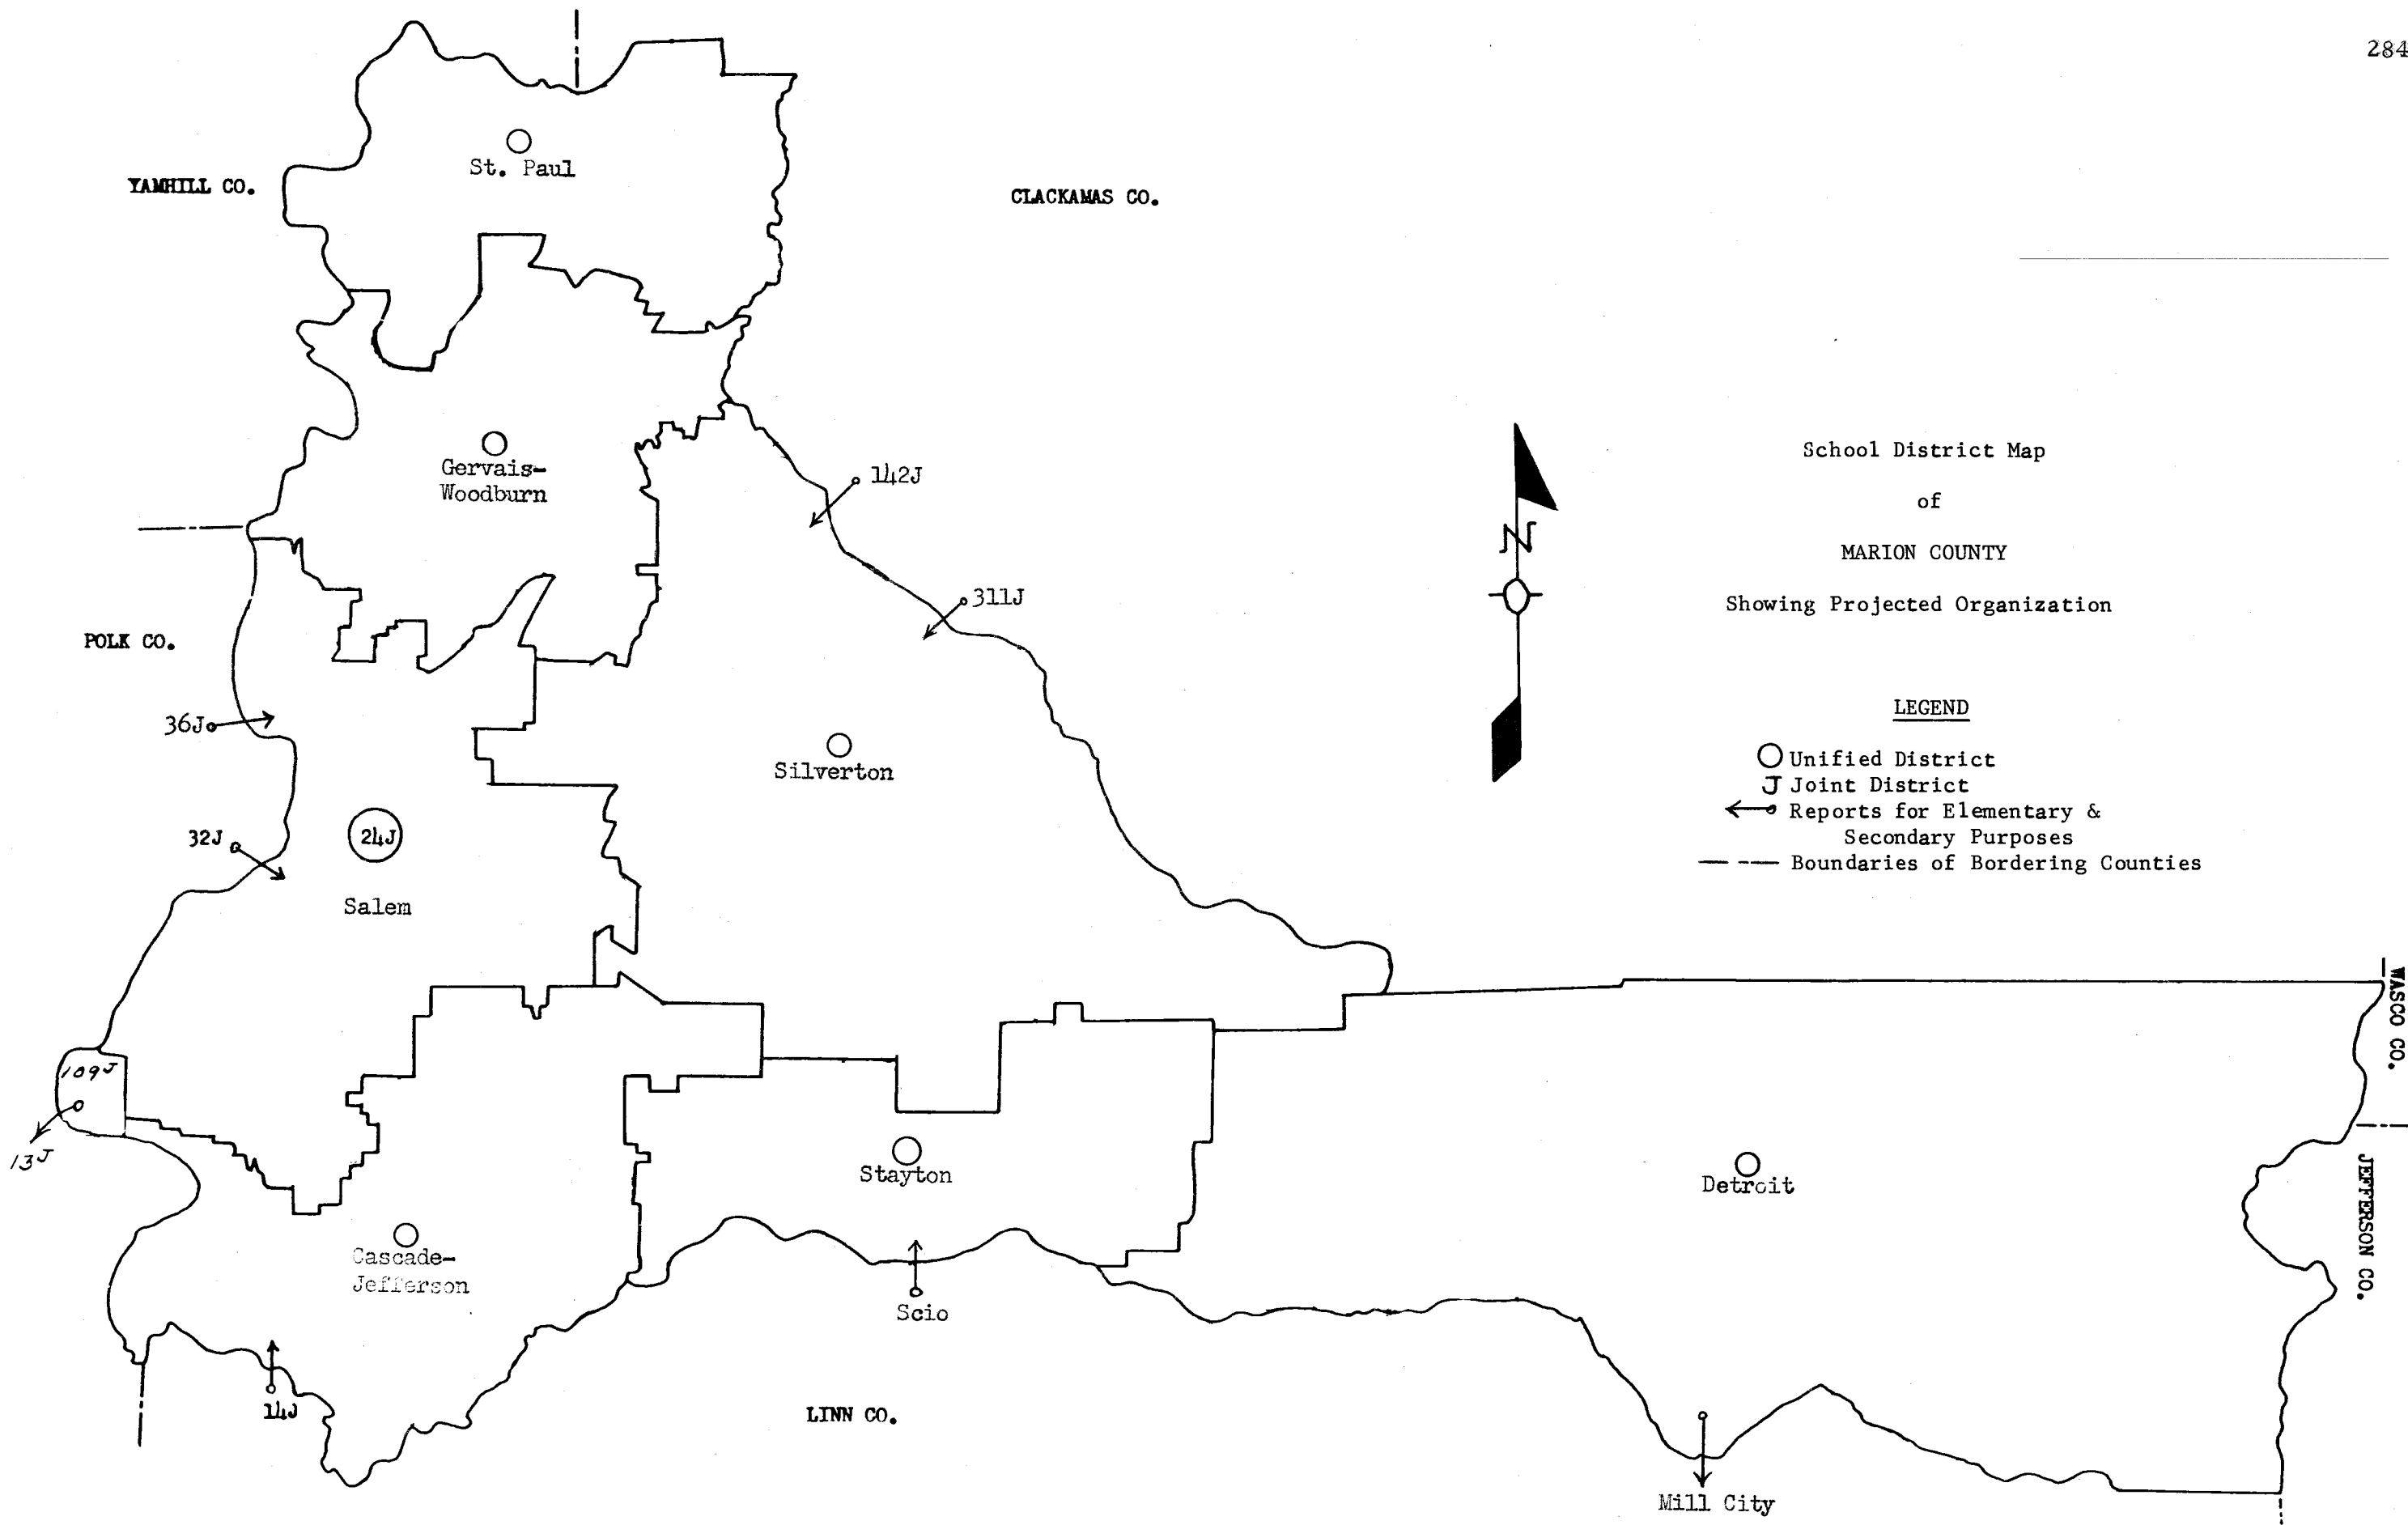 284
St. Paul
YAMHILL CO.
CLACKAMAS CO.
School District Map
of
MARION COUNTY
Showing Projected Organization
Gervais-
Woodburn
142J
N
311J
POLK CO.
LEGEND
Unified District
J Joint District
Reports for Elementary &
Secondary Purposes
Boundaries of Bordering Counties
36J
Silverton
32J
24J
Salem
WASCO CO.
109J
13J
Stayton
Detroit
JEFFERSON CO.
Cascade-
Jefferson
Scio
14J
LINN CO.
Mill City